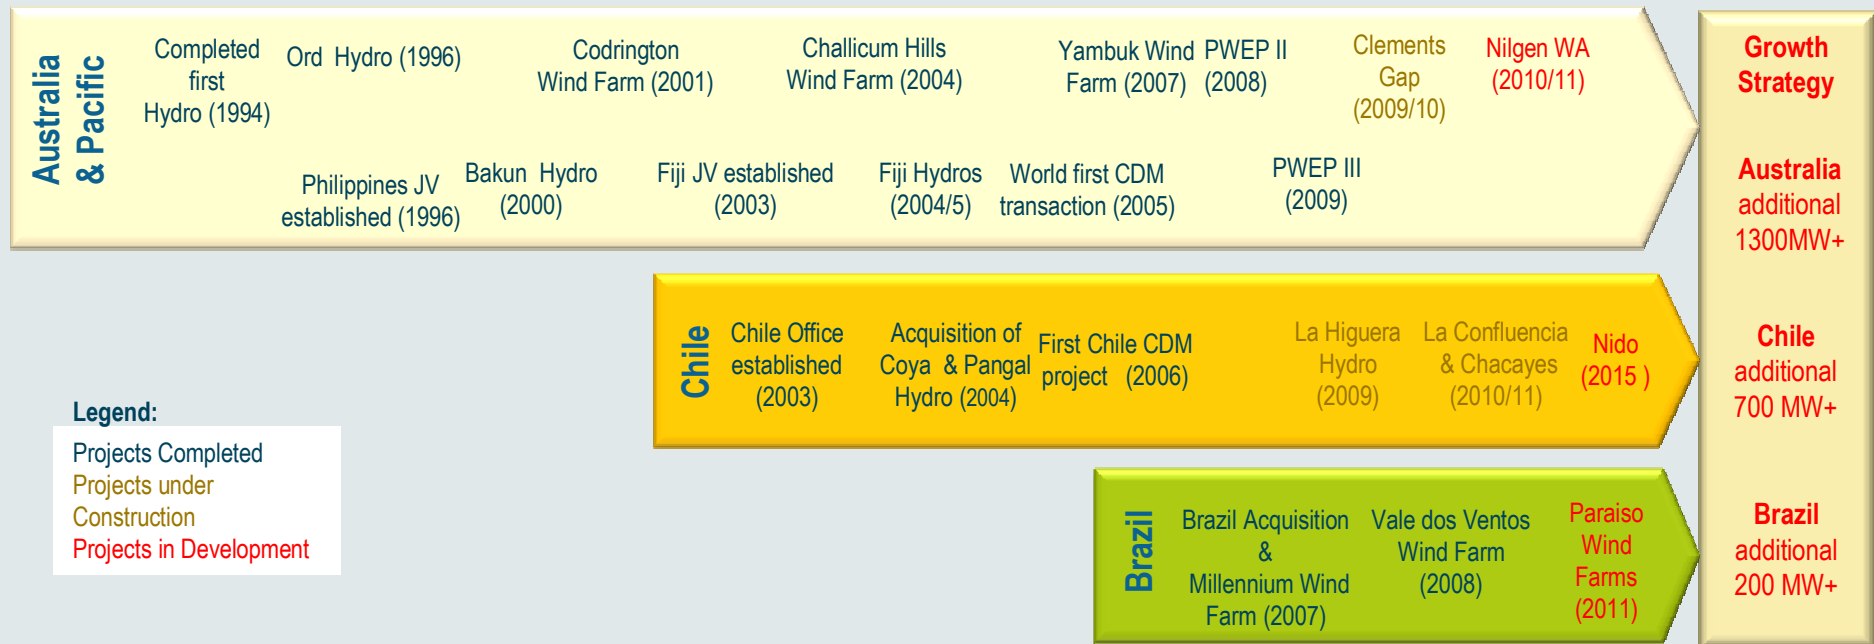 Australia
& Pacific
Completed
first
Hydro (1994)
Ord Hydro (1996)
Codrington
Wind Farm (2001)
Challicum Hills
Wind Farm (2004)
Yambuk Wind
Farm (2007)
PWEP II
(2008)
Clements
Gap
(2009/10)
Nilgen WA
(2010/11)
Philippines JV
established (1996)
Bakun Hydro
(2000)
Fiji JV established
(2003)
Fiji Hydros
(2004/5)
World first CDM
transaction (2005)
PWEP III
(2009)
Chile
Chile Office
established
(2003)
Acquisition of
Coya & Pangal
Hydro (2004)
First Chile CDM
project (2006)
La Higuera
Hydro
(2009)
La Confluencia
& Chacayes
(2010/11)
Nido
(2015 )
Brazil
Brazil Acquisition
&
Millennium Wind
Farm (2007)
Vale dos Ventos
Wind Farm
(2008)
Paraiso
Wind
Farms
(2011)
Growth
Strategy
Australia
additional
1300MW+
Chile
additional
700 MW+
Brazil
additional
200 MW+
Legend:
Projects Completed
Projects under
Construction
Projects in Development